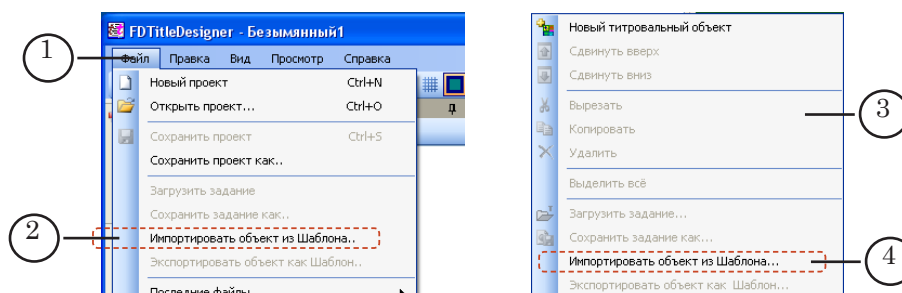 FDTitleDesigner - Безымянный1
1
Файл Правка Вид Просмотр Справка
Новый проект Ctrl+N
Открыть проект... Ctrl+O
Сохранить проект Ctrl+S
Сохранить проект как..
Загрузить задание
Сохранить задание как..
2
Импортировать объект из Шаблона..
Экспортировать объект как Шаблон..
Последние файлы
Новый титровальный объект
Сдвинуть вверх
Сдвинуть вниз
Вырезать
3
Копировать
Удалить
Выделить всё
Загрузить задание...
Сохранить задание как...
Импортировать объект из Шаблона...
4
Экспортировать объект как Шаблон...